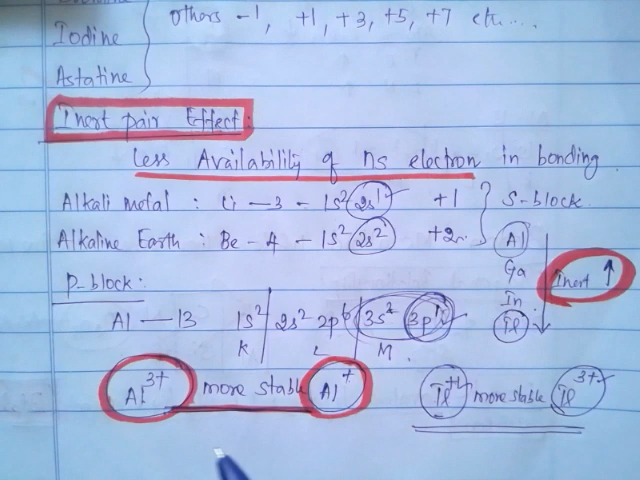 others -1, +1, +3, +5, +7 etc....
Iodine
Astatine
Inert pair Effect:
Less Availability of ns electron in bonding.
Alkali metal : Li — 3 - 1s² 2s¹ +1 } S-block.
Alkaline Earth : Be - 4 - 1s² 2s² +2
P-block:
Al
Ga
In
Tl
Inert ↑
Al — 13 1s² | 2s² 2p⁶ | 3s² 3p¹
K L M.
Al³⁺ more stable Al⁺
Tl⁺¹ more stable Tl³⁺